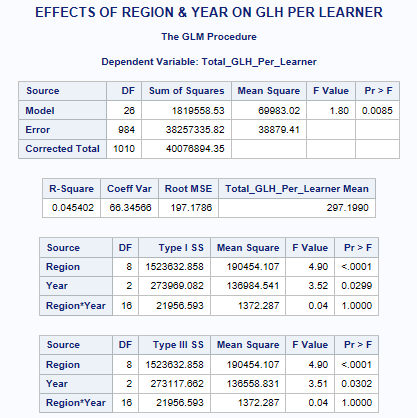 EFFECTS OF REGION & YEAR ON GLH PER LEARNER
The GLM Procedure
Dependent Variable: Total_GLH_Per_Learner
Source DF Sum of Squares Mean Square F Value Pr > F
Model 26 1819558.53 69983.02 1.80 0.0085
Error 984 38257335.82 38879.41
Corrected Total 1010 40076894.35
R-Square Coeff Var Root MSE Total_GLH_Per_Learner Mean
0.045402 66.34566 197.1786 297.1990
Source DF Type I SS Mean Square F Value Pr > F
Region 8 1523632.858 190454.107 4.90 <.0001
Year 2 273969.082 136984.541 3.52 0.0299
Region*Year 16 21956.593 1372.287 0.04 1.0000
Source DF Type III SS Mean Square F Value Pr > F
Region 8 1523632.858 190454.107 4.90 <.0001
Year 2 273117.662 136558.831 3.51 0.0302
Region*Year 16 21956.593 1372.287 0.04 1.0000